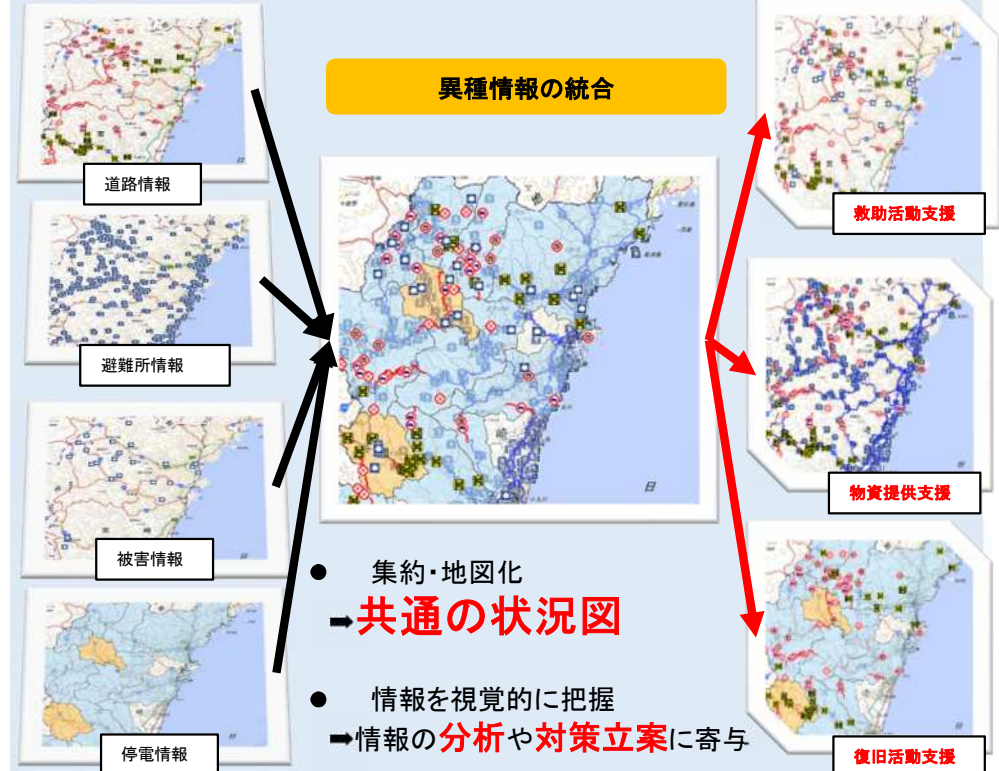 異種情報の統合
道路情報
避難所情報
被害情報
停電情報
● 集約・地図化
➡共通の状況図
● 情報を視覚的に把握
➡情報の分析や対策立案に寄与
救助活動支援
物資提供支援
復旧活動支援